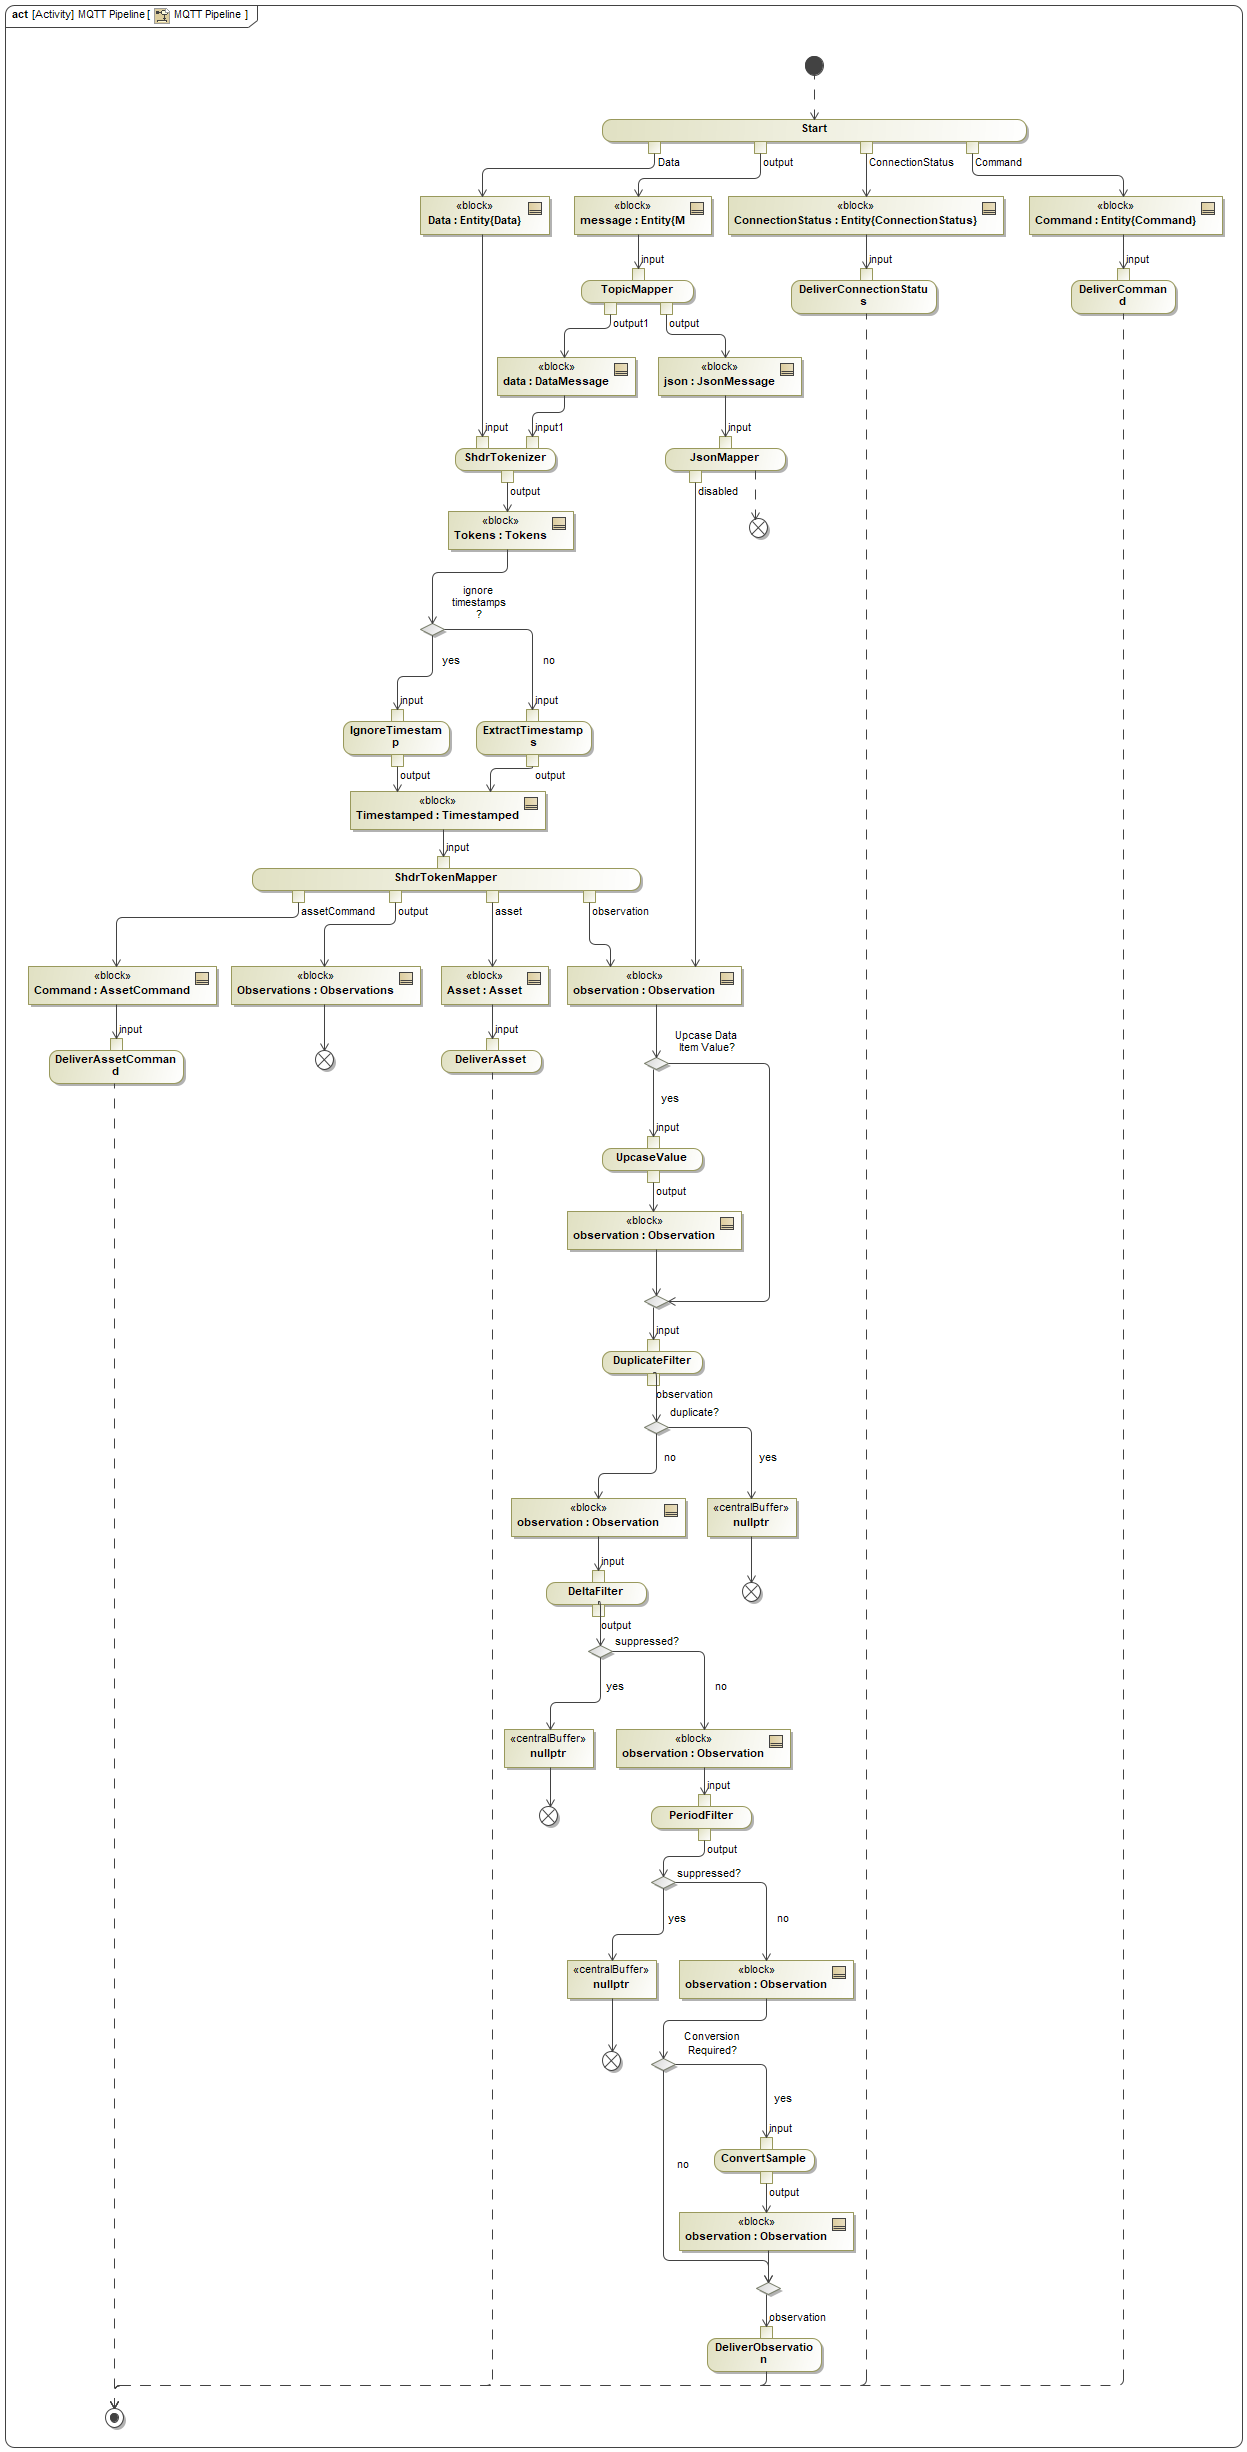 act [Activity] MQTT Pipeline [ MQTT Pipeline ]
Start
Data
output
ConnectionStatus
Command
«block»
Data : Entity{Data}
«block»
message : Entity{M
«block»
ConnectionStatus : Entity{ConnectionStatus}
«block»
Command : Entity{Command}
input
input
input
TopicMapper
DeliverConnectionStatu
s
DeliverComman
d
output1
output
«block»
data : DataMessage
«block»
json : JsonMessage
input
input1
input
ShdrTokenizer
JsonMapper
output
disabled
«block»
Tokens : Tokens
ignore
timestamps
?
yes
no
input
input
IgnoreTimestam
p
ExtractTimestamp
s
output
output
«block»
Timestamped : Timestamped
input
ShdrTokenMapper
assetCommand
output
asset
observation
«block»
Command : AssetCommand
«block»
Observations : Observations
«block»
Asset : Asset
«block»
observation : Observation
input
input
Upcase Data
Item Value?
DeliverAssetComman
d
DeliverAsset
yes
input
UpcaseValue
output
«block»
observation : Observation
input
DuplicateFilter
observation
duplicate?
no
yes
«block»
observation : Observation
«centralBuffer»
nullptr
input
DeltaFilter
output
suppressed?
yes
no
«centralBuffer»
nullptr
«block»
observation : Observation
input
PeriodFilter
output
suppressed?
yes
no
«centralBuffer»
nullptr
«block»
observation : Observation
Conversion
Required?
yes
input
no
ConvertSample
output
«block»
observation : Observation
observation
DeliverObservatio
n